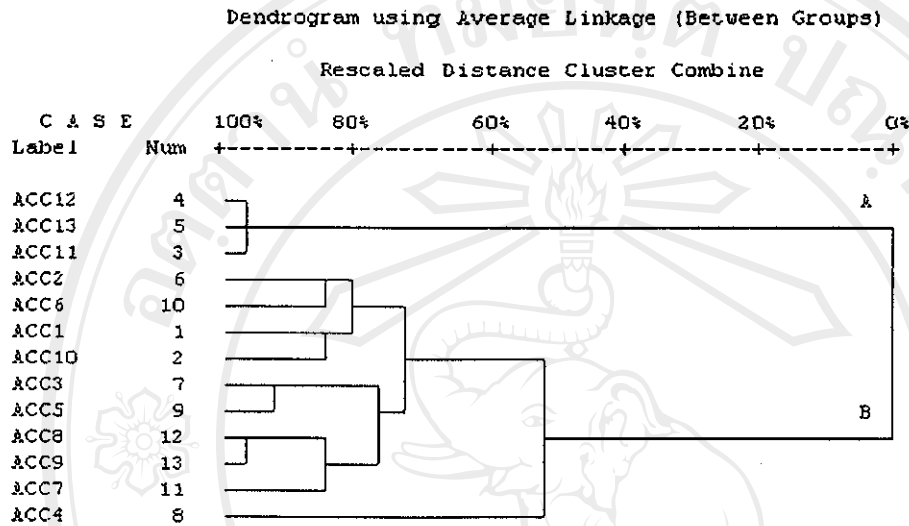 Dendrogram using Average Linkage (Between Groups)
Rescaled Distance Cluster Combine
C A S E 100% 80% 60% 40% 20% 0%
Label Num
ACC12 4 A
ACC13 5
ACC11 3
ACC2 6
ACC6 10
ACC1 1
ACC10 2
ACC3 7
ACC5 9 B
ACC8 12
ACC9 13
ACC7 11
ACC4 8